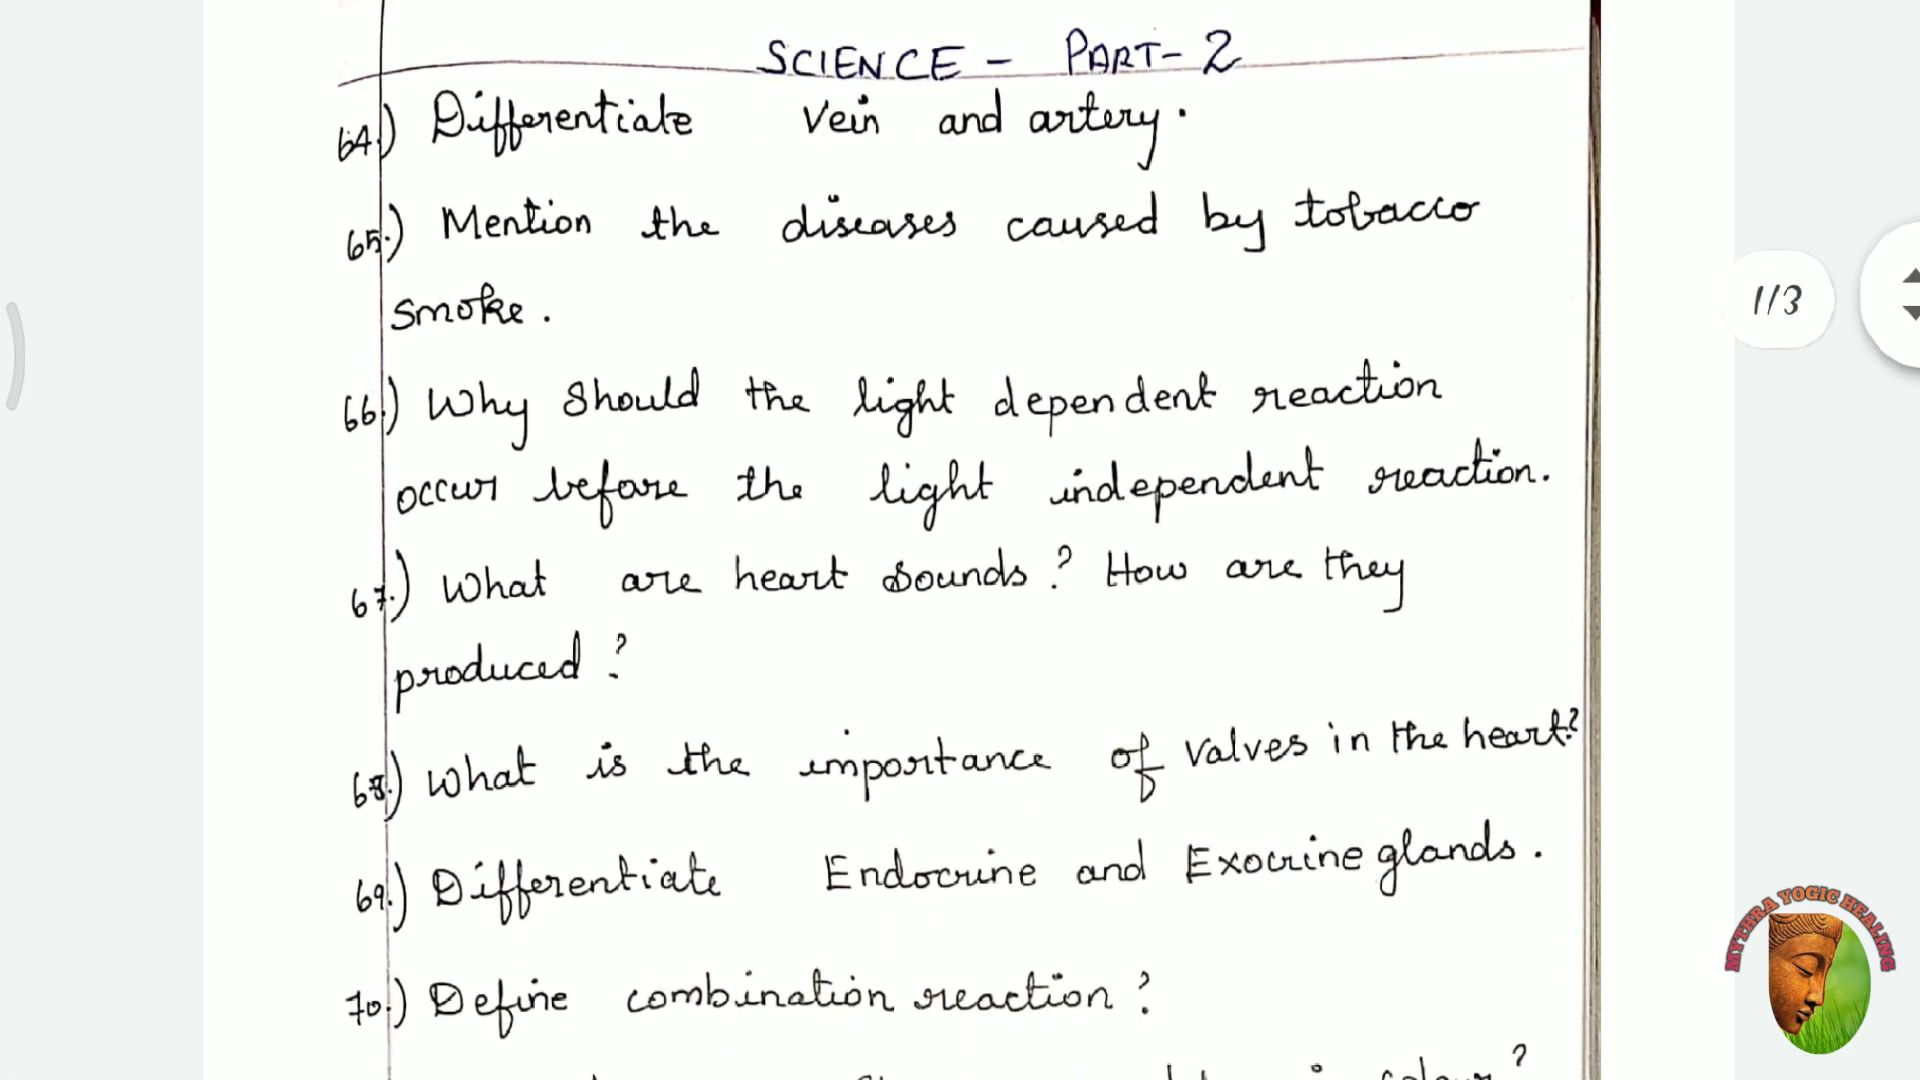 SCIENCE - PART-2
64.) Differentiate vein and artery.
65.) Mention the diseases caused by tobacco
smoke.
66.) Why should the light dependent reaction
occur before the light independent reaction.
67.) What are heart sounds? How are they
produced?
68.) What is the importance of valves in the heart?
69.) Differentiate Endocrine and Exocrine glands.
70.) Define combination reaction?
1/3
MYTHRA YOGIC HEALING